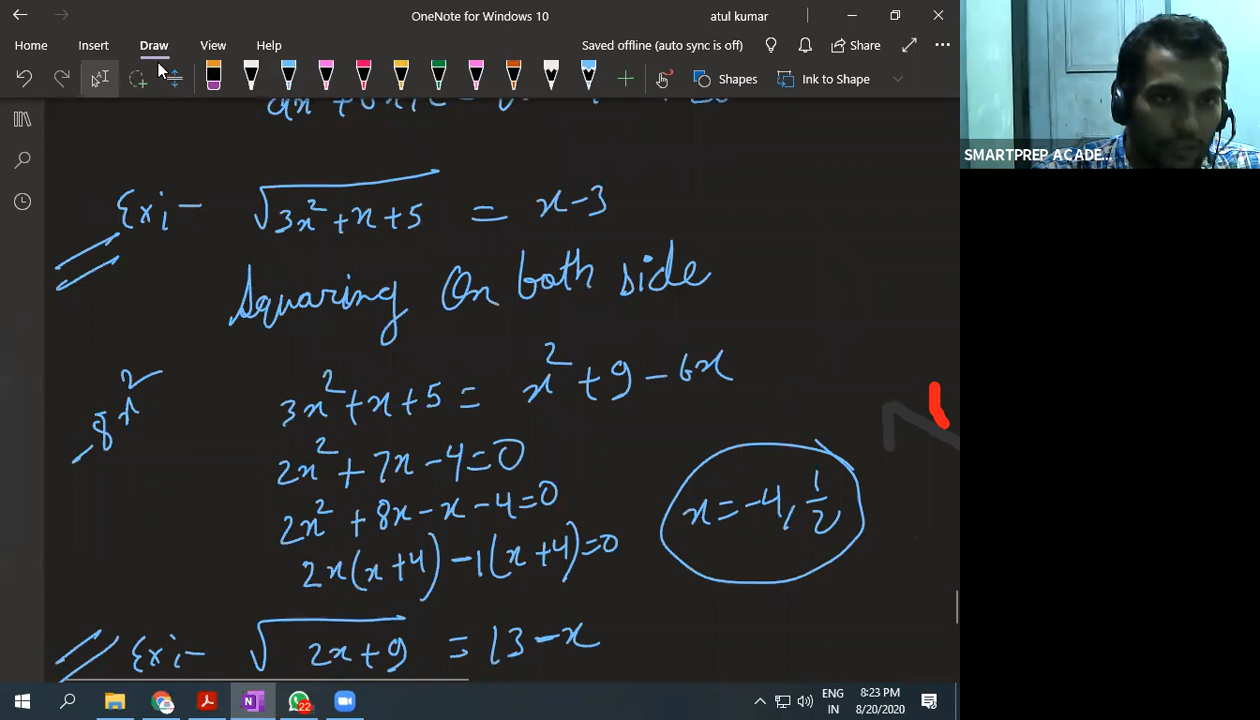 OneNote for Windows 10
atul kumar
Home Insert Draw View Help
Saved offline (auto sync is off)
Share
Shapes
Ink to Shape
SMARTPREP ACADE...
Ex:- √(3x²+x+5) = x-3
Squaring On both side
3x²+x+5 = x²+9-6x
2x²+7x-4=0
2x²+8x-x-4=0
2x(x+4)-1(x+4)=0
x=-4, 1/2
Ex:- √(2x+9) = 13-x
22
ENG
IN
8:23 PM
8/20/2020